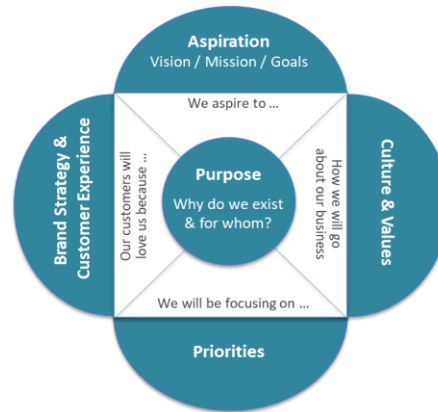 Aspiration
Vision / Mission / Goals
We aspire to ...
Brand Strategy &
Customer Experience
Our customers will
love us because ...
Purpose
Why do we exist
& for whom?
How we will go
about our business
Culture & Values
We will be focusing on ...
Priorities